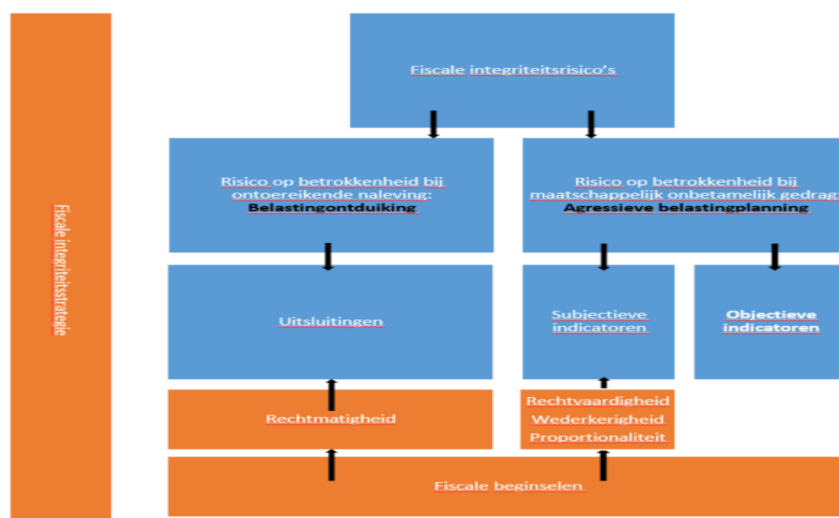 Fiscale integriteitsstrategie
Fiscale integriteitsrisico's
Risico op betrokkenheid bij
ontoereikende naleving:
Belastingontduiking
Risico op betrokkenheid bij
maatschappelijk onbetamelijk gedrag:
Agressieve belastingplanning
Uitsluitingen
Subjectieve
indicatoren
Objectieve
indicatoren
Rechtmatigheid
Rechtvaardigheid
Wederkerigheid
Proportionaliteit
Fiscale beginselen